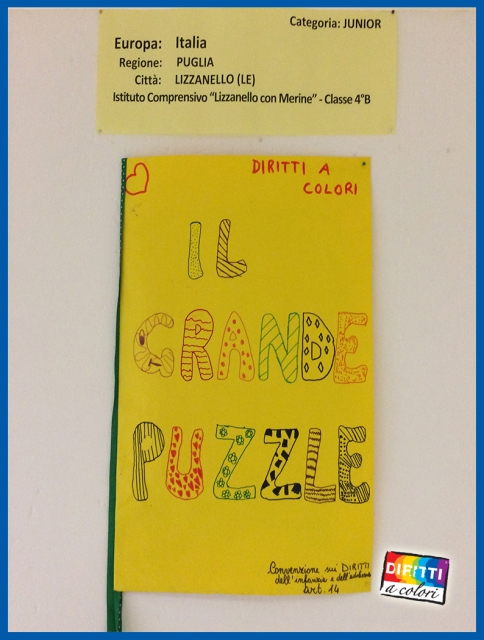 Categoria: JUNIOR
Europa: Italia
Regione: PUGLIA
Città: LIZZANELLO (LE)
Istituto Comprensivo "Lizzanello con Merine" - Classe 4°B
DIRITTI A
COLORI
IL
GRANDE
PUZZLE
Convenzione sui DIRITTI
dell'infanzia e dell'
art. 14
DIRITTI
a colori